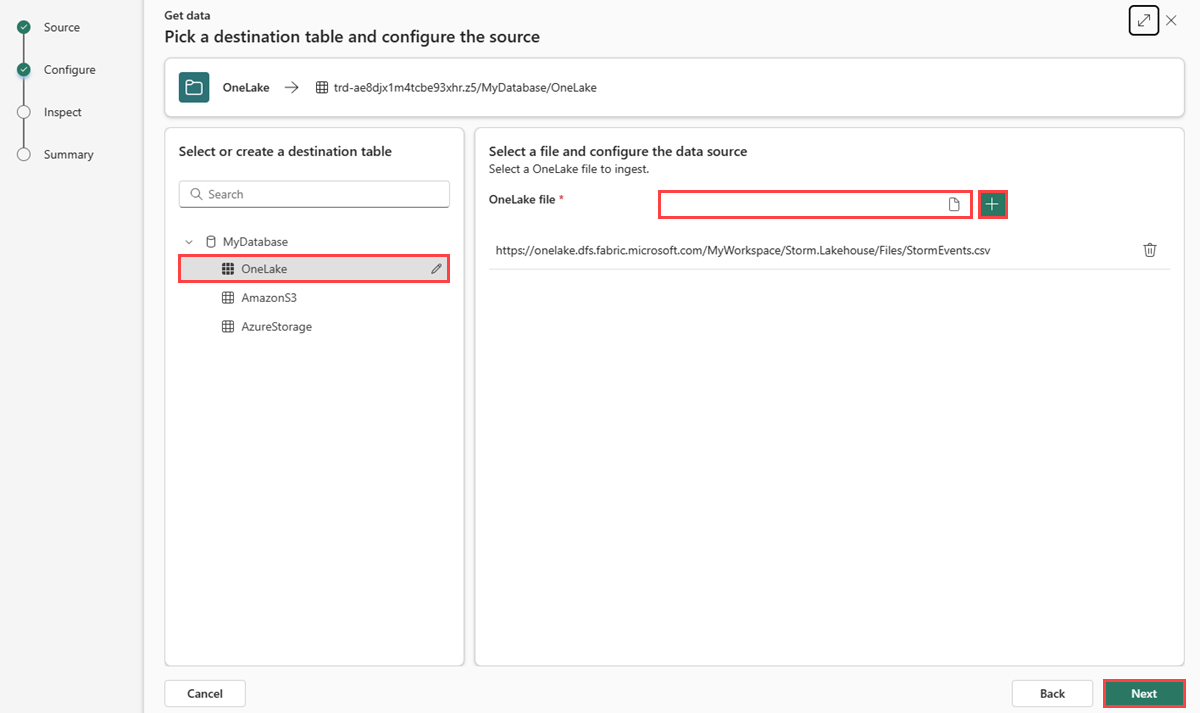 Source
Configure
Inspect
Summary
Get data
Pick a destination table and configure the source
OneLake → trd-ae8djx1m4tcbe93xhr.z5/MyDatabase/OneLake
Select or create a destination table
Search
MyDatabase
OneLake
AmazonS3
AzureStorage
Select a file and configure the data source
Select a OneLake file to ingest.
OneLake file *
https://onelake.dfs.fabric.microsoft.com/MyWorkspace/Storm.Lakehouse/Files/StormEvents.csv
Cancel
Back
Next